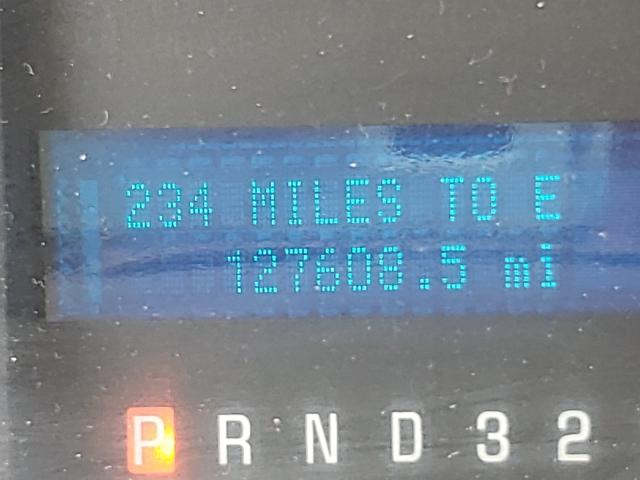 234 MILES TO E
127608.5 mi
P R N D 3 2